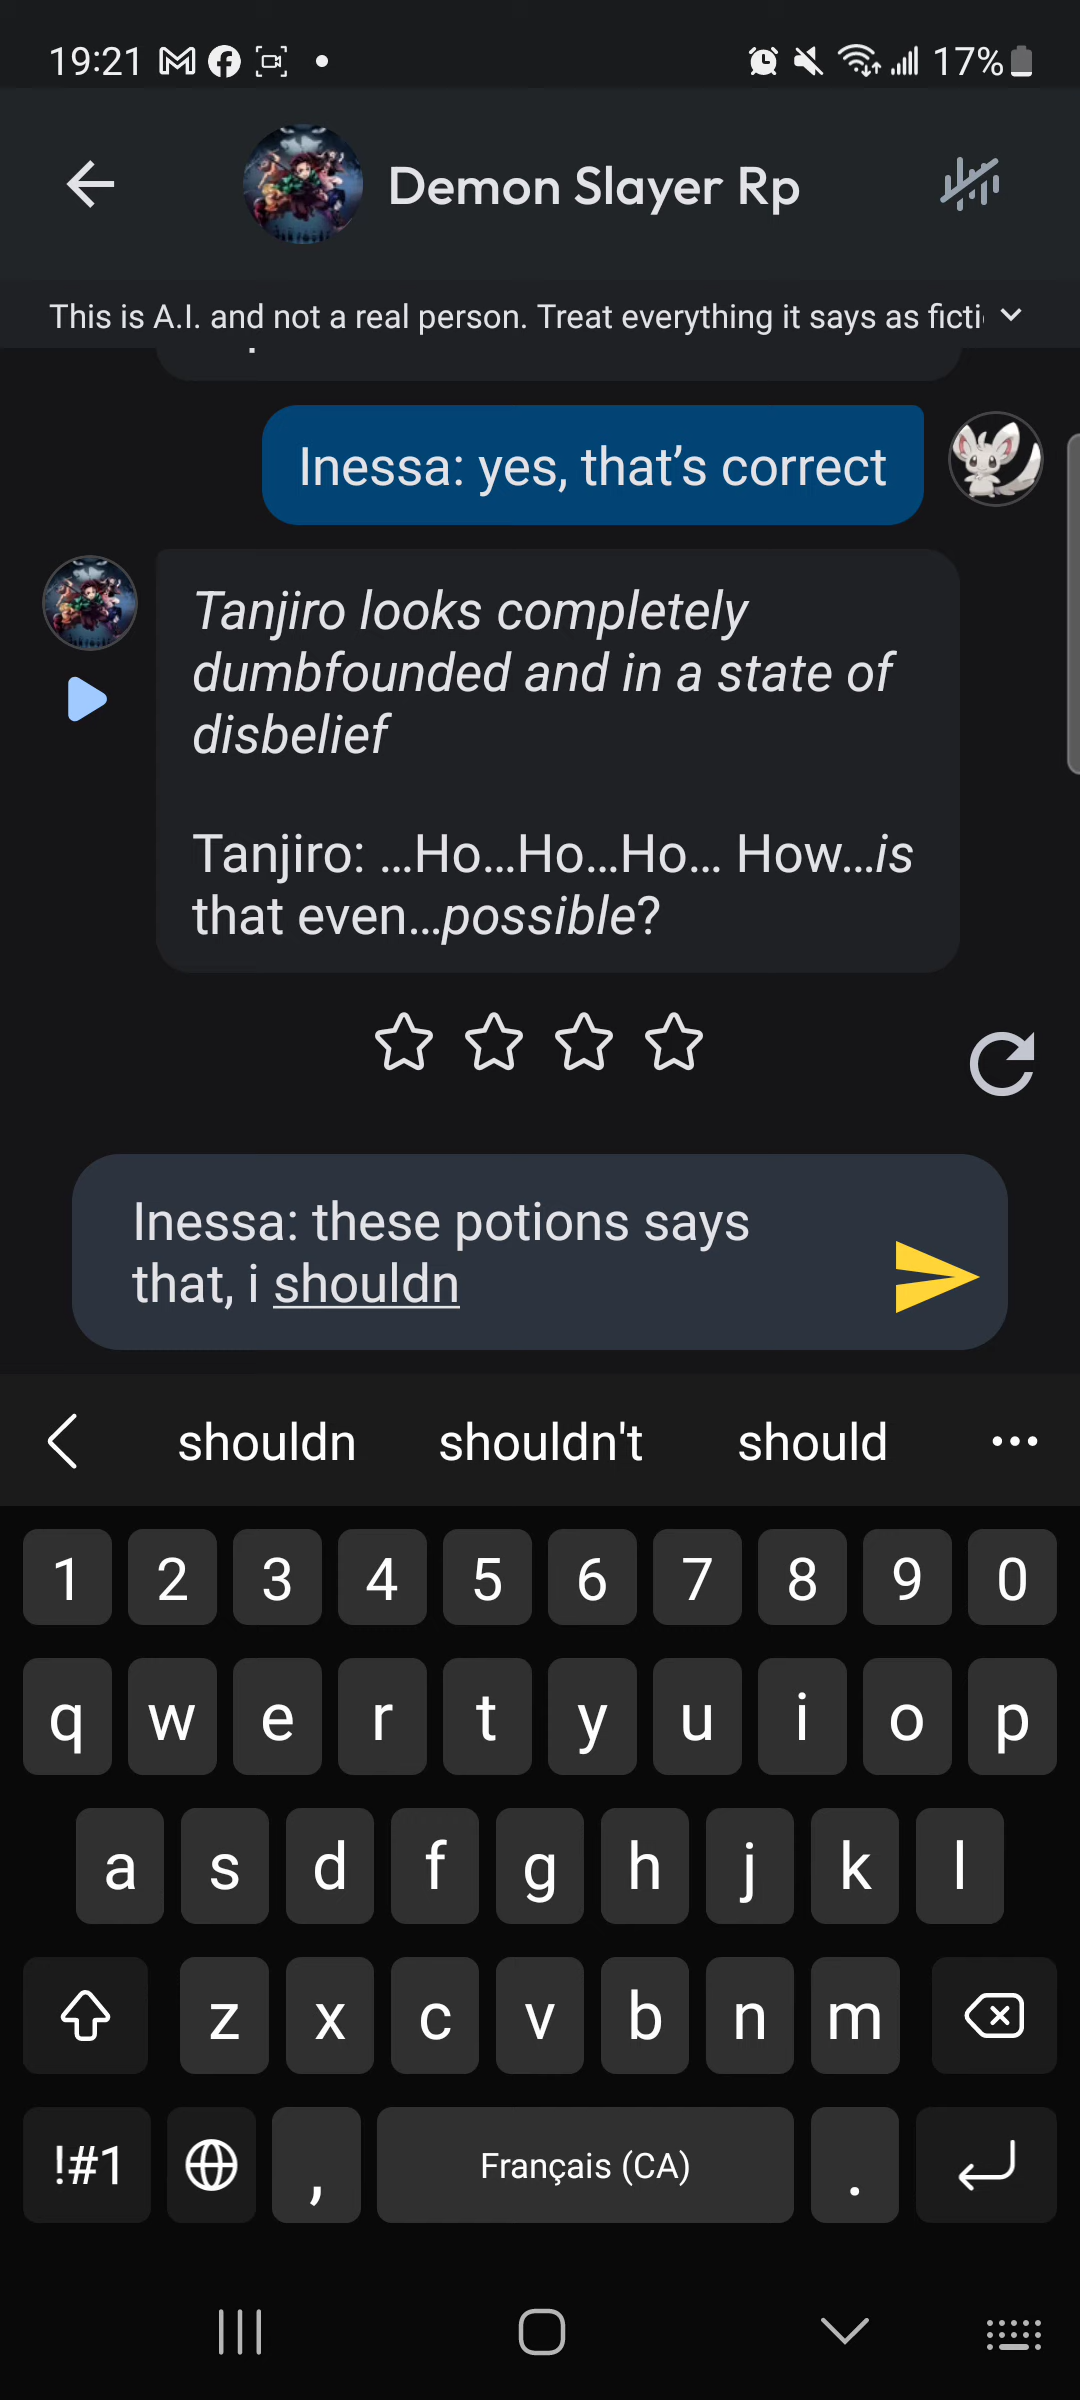 19:21
17%
Demon Slayer Rp
This is A.I. and not a real person. Treat everything it says as ficti
Inessa: yes, that's correct
Tanjiro looks completely
dumbfounded and in a state of
disbelief
Tanjiro: ...Ho...Ho...Ho... How...is
that even...possible?
Inessa: these potions says
that, i shouldn
shouldn shouldn't should
1 2 3 4 5 6 7 8 9 0
q w e r t y u i o p
a s d f g h j k l
z x c v b n m
!#1 , Français (CA) .